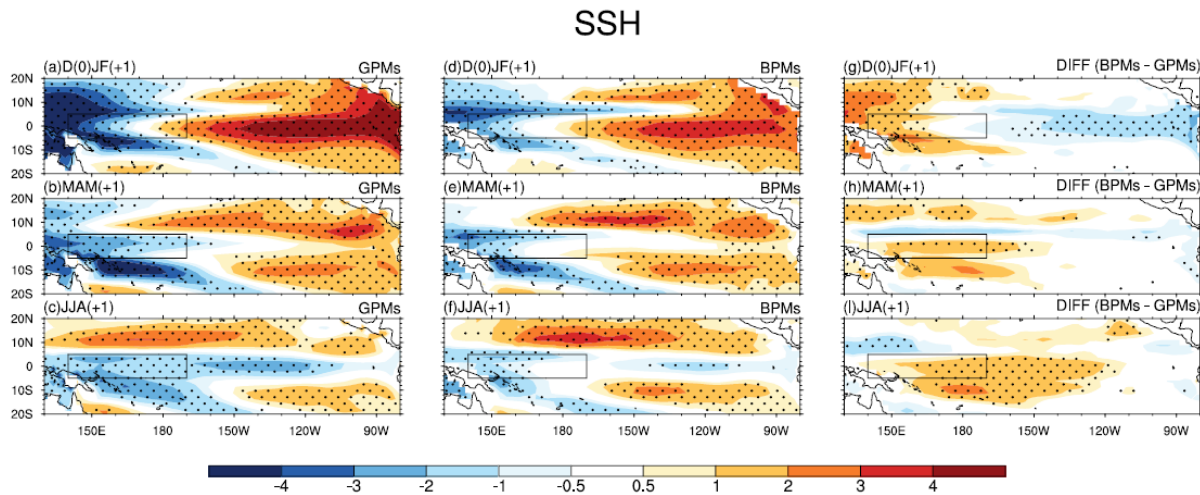 SSH
(a)D(0)JF(+1) GPMs
(d)D(0)JF(+1) BPMs
(g)D(0)JF(+1) DIFF (BPMs - GPMs)
20N
10N
0
10S
20S
(b)MAM(+1) GPMs
(e)MAM(+1) BPMs
(h)MAM(+1) DIFF (BPMs - GPMs)
20N
10N
0
10S
20S
(c)JJA(+1) GPMs
(f)JJA(+1) BPMs
(I)JJA(+1) DIFF (BPMs - GPMs)
20N
10N
0
10S
20S
150E 180 150W 120W 90W
150E 180 150W 120W 90W
150E 180 150W 120W 90W
-4 -3 -2 -1 -0.5 0.5 1 2 3 4